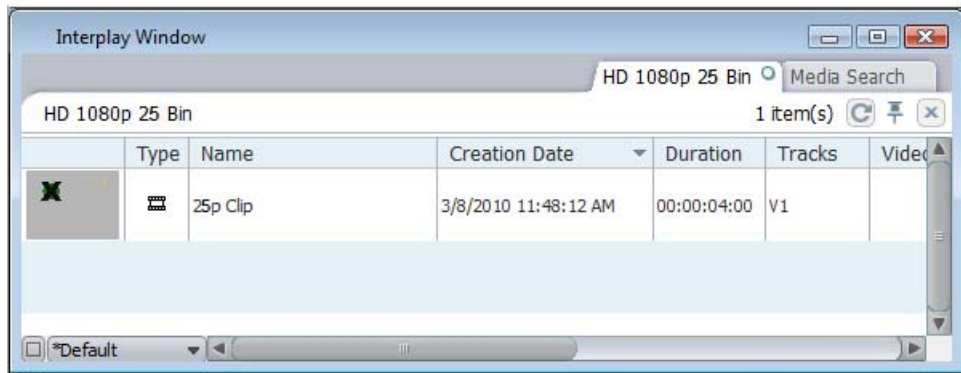 Interplay Window
HD 1080p 25 Bin Media Search
HD 1080p 25 Bin 1 item(s)
Type Name Creation Date Duration Tracks Video
25p Clip 3/8/2010 11:48:12 AM 00:00:04:00 V1
*Default